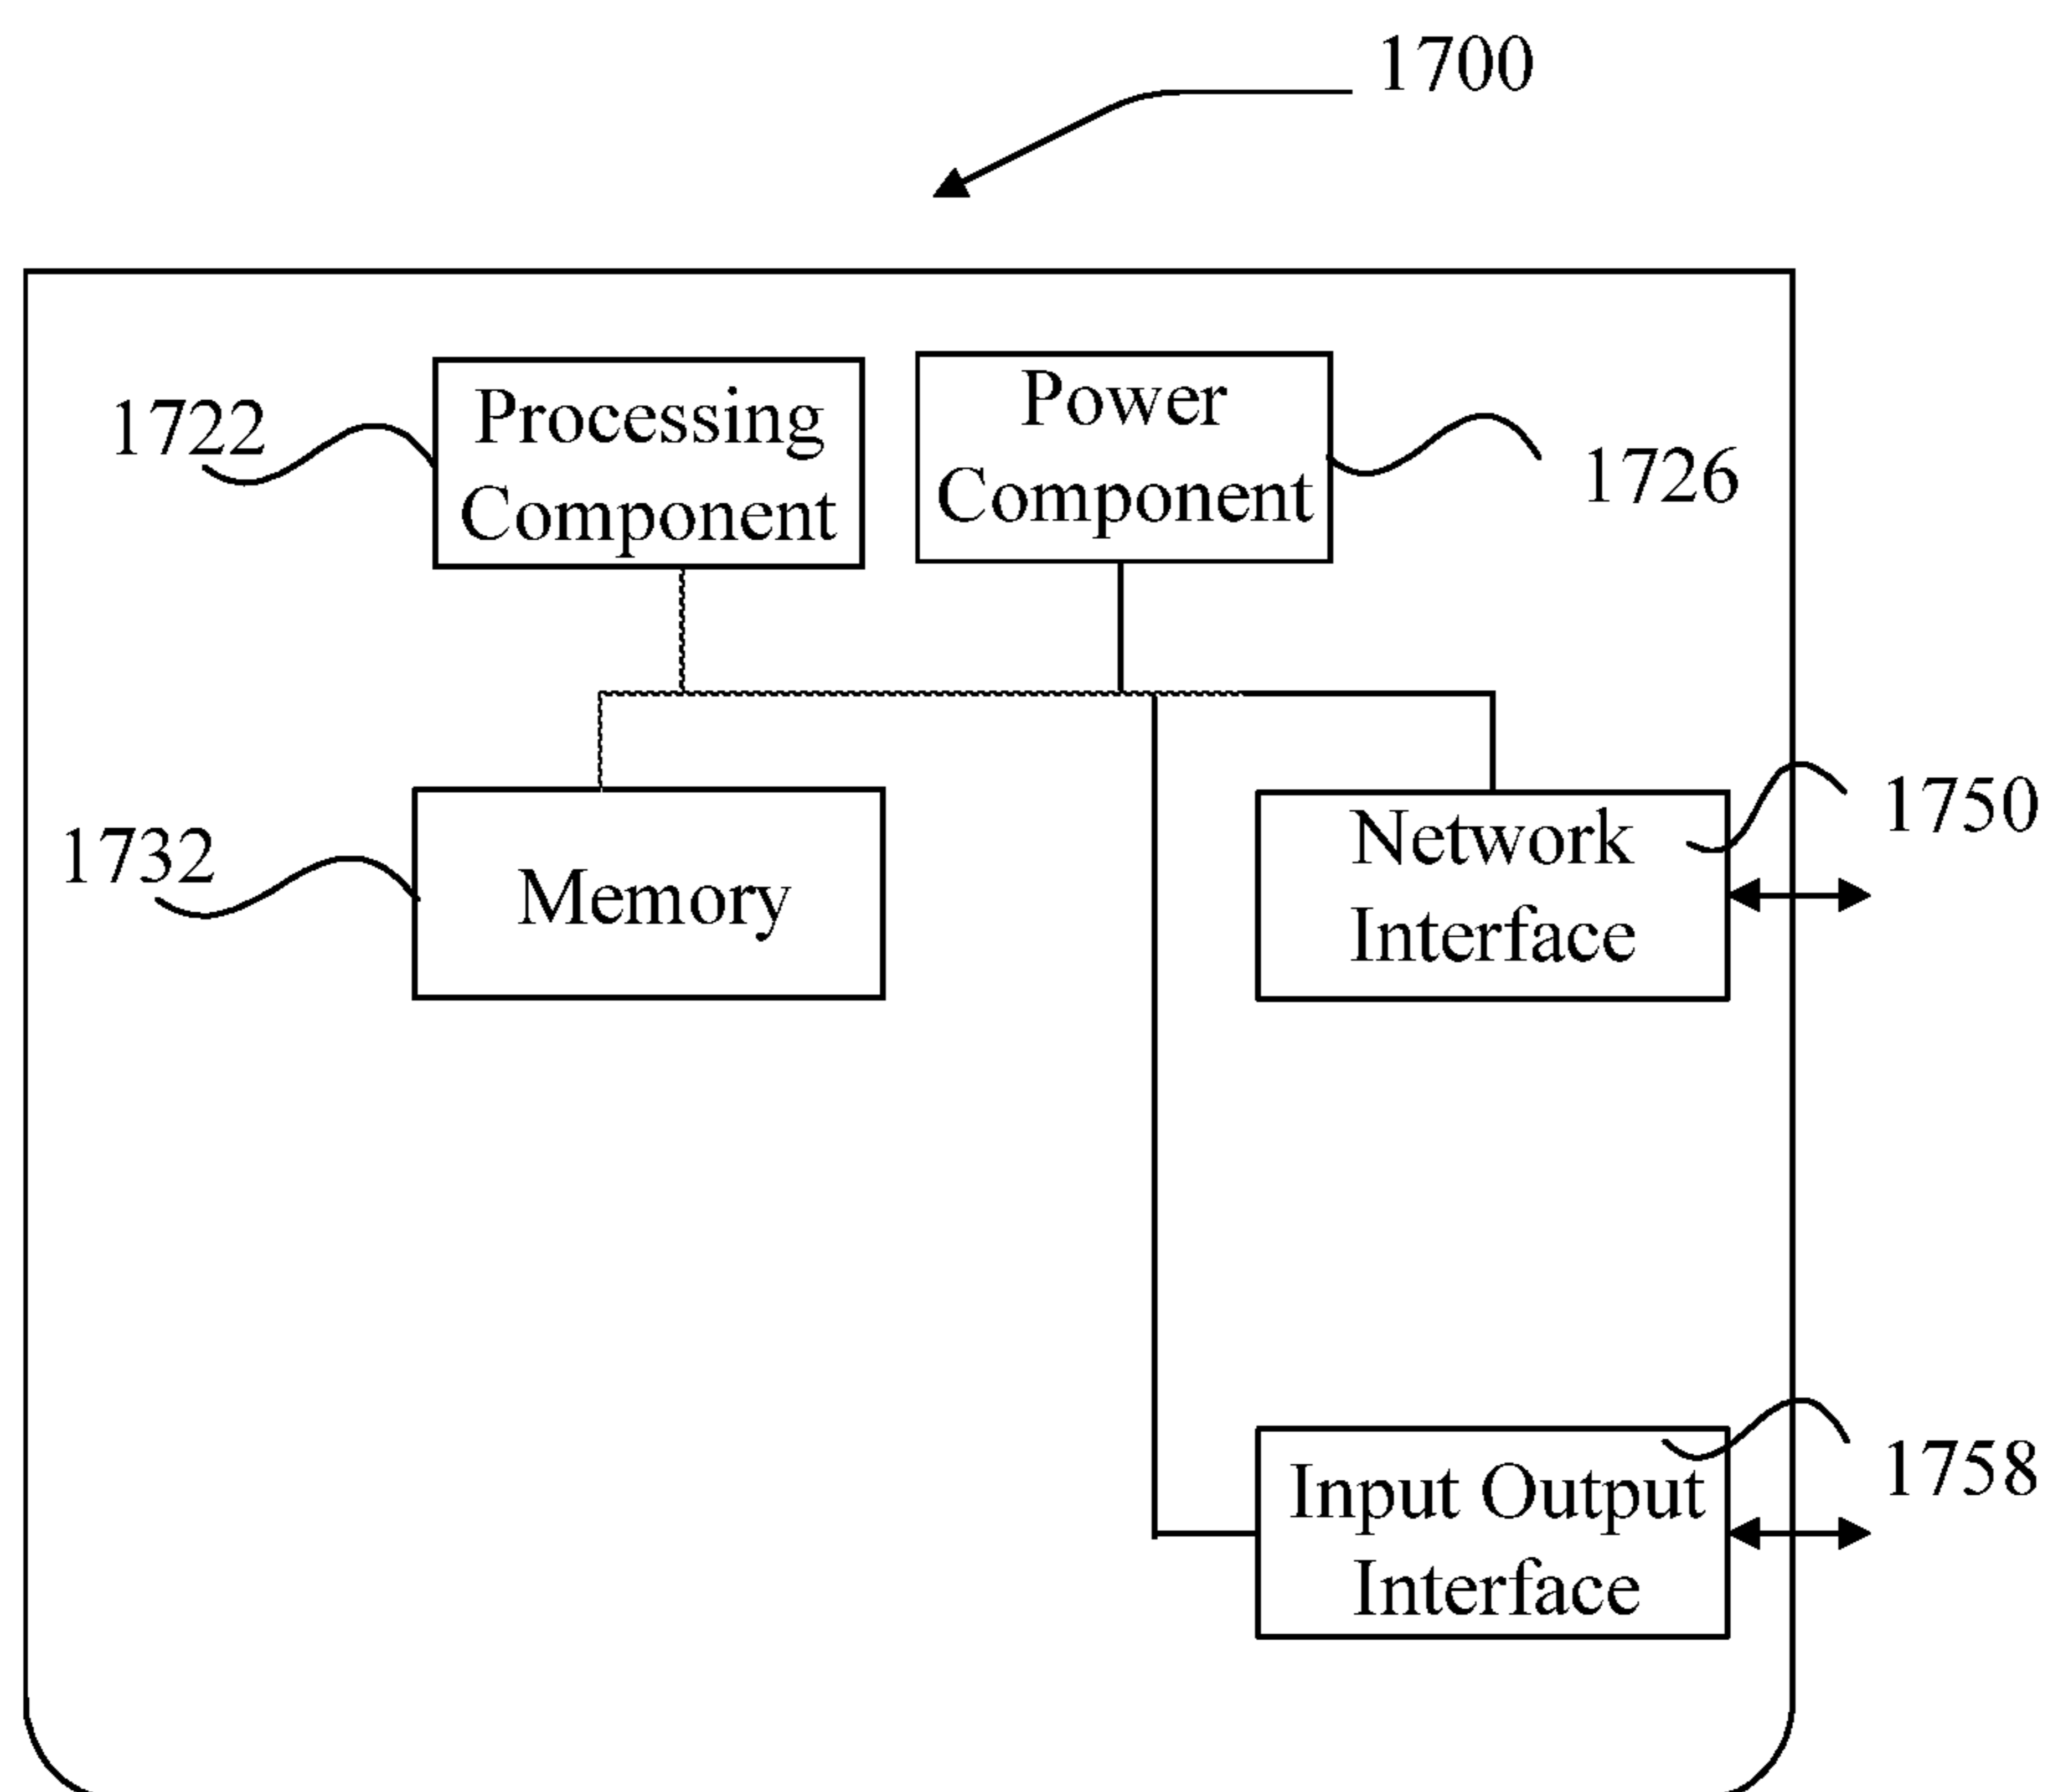 1700
1722
Processing
Component
Power
Component
1726
1732
Memory
Network
Interface
1750
Input Output
Interface
1758